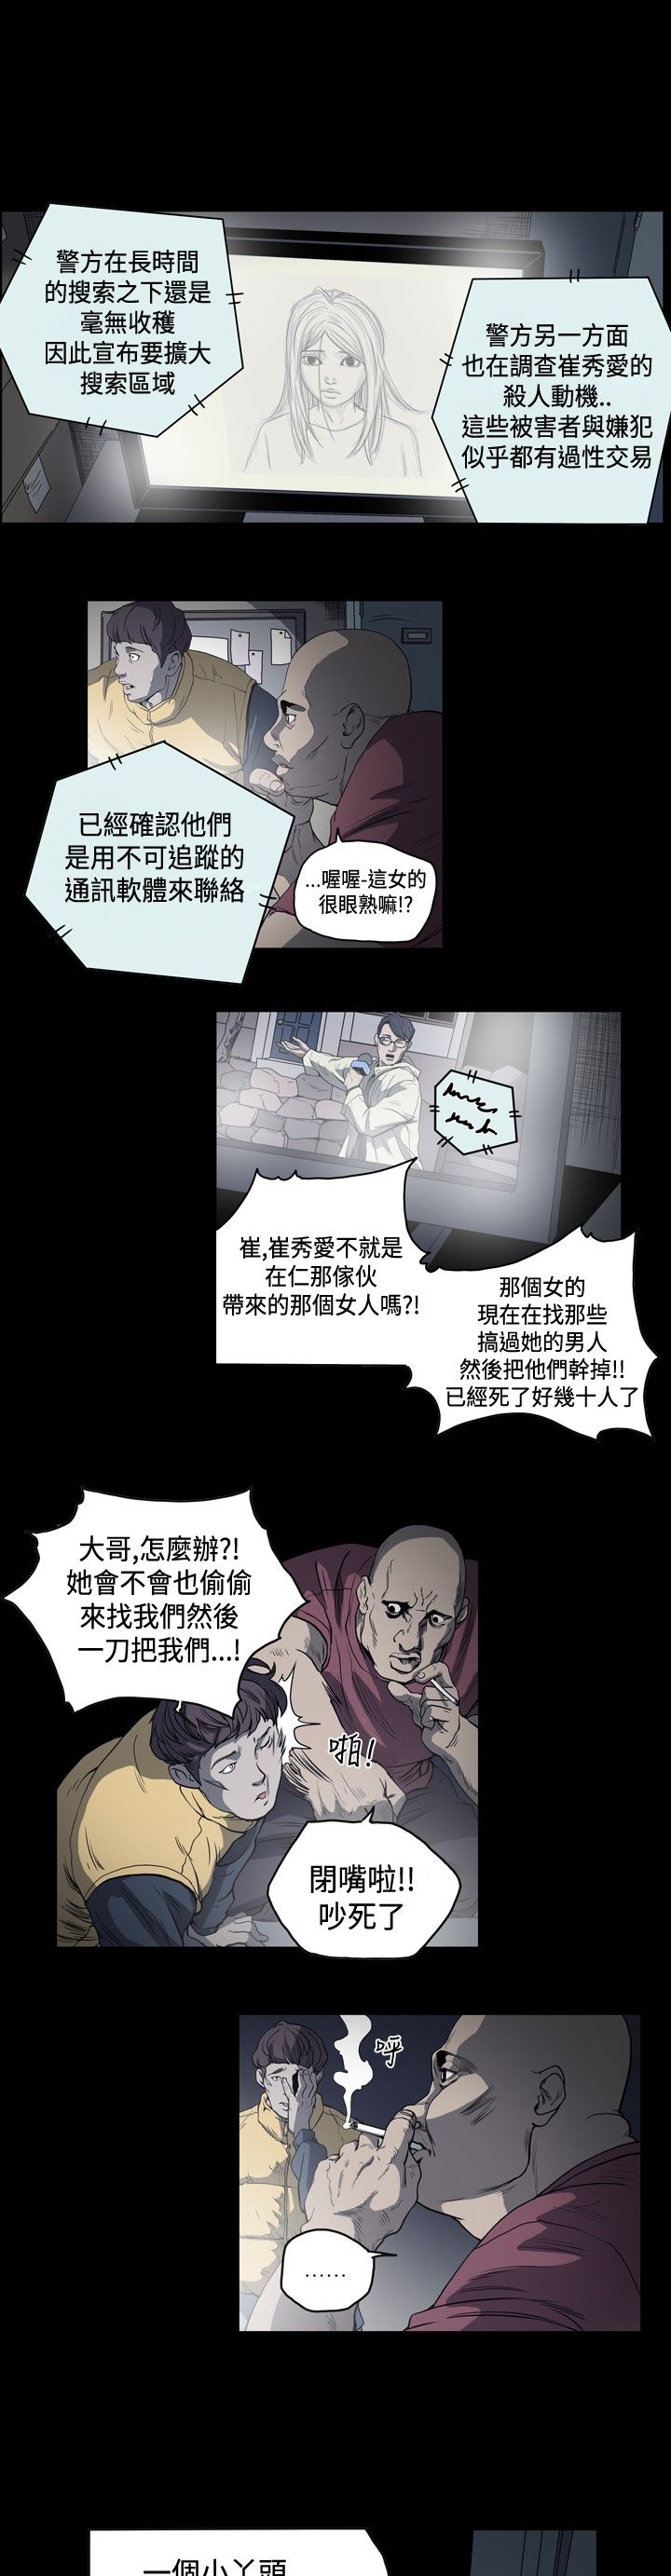 警方在長時間
的搜索之下還是
毫無收穫
因此宣布要擴大
搜索區域
警方另一方面
也在調查崔秀愛的
殺人動機..
這些被害者與嫌犯
似乎都有過性交易
已經確認他們
是用不可追蹤的
通訊軟體來聯絡
...喔喔-這女的
很眼熟嘛!?
崔,崔秀愛不就是
在仁那傢伙
帶來的那個女人嗎?!
那個女的
現在在找那些
搞過她的男人
然後把他們幹掉!!
已經死了好幾十人了
大哥,怎麼辦?!
她會不會也偷偷
來找我們然後
一刀把我們...!
啪!
閉嘴啦!!
吵死了
呼
......
一個小丫頭